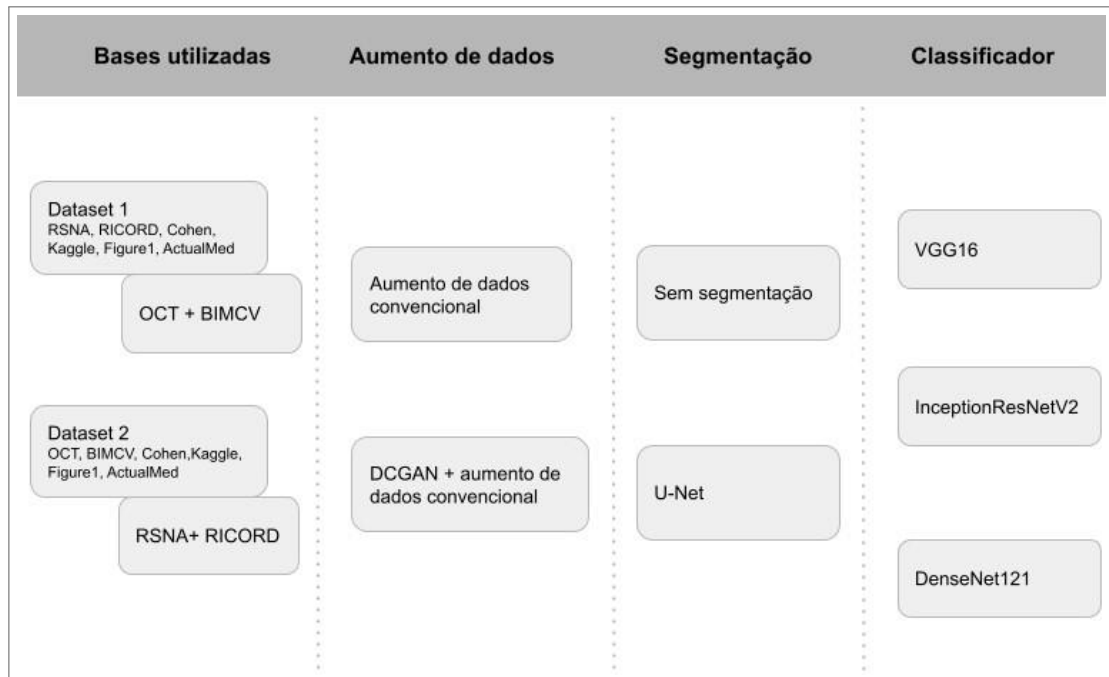 Bases utilizadas
Aumento de dados
Segmentação
Classificador
Dataset 1
RSNA, RICORD, Cohen,
Kaggle, Figure1, ActualMed
OCT + BIMCV
Dataset 2
OCT, BIMCV, Cohen,Kaggle,
Figure1, ActualMed
RSNA+ RICORD
Aumento de dados
convencional
DCGAN + aumento de
dados convencional
Sem segmentação
U-Net
VGG16
InceptionResNetV2
DenseNet121